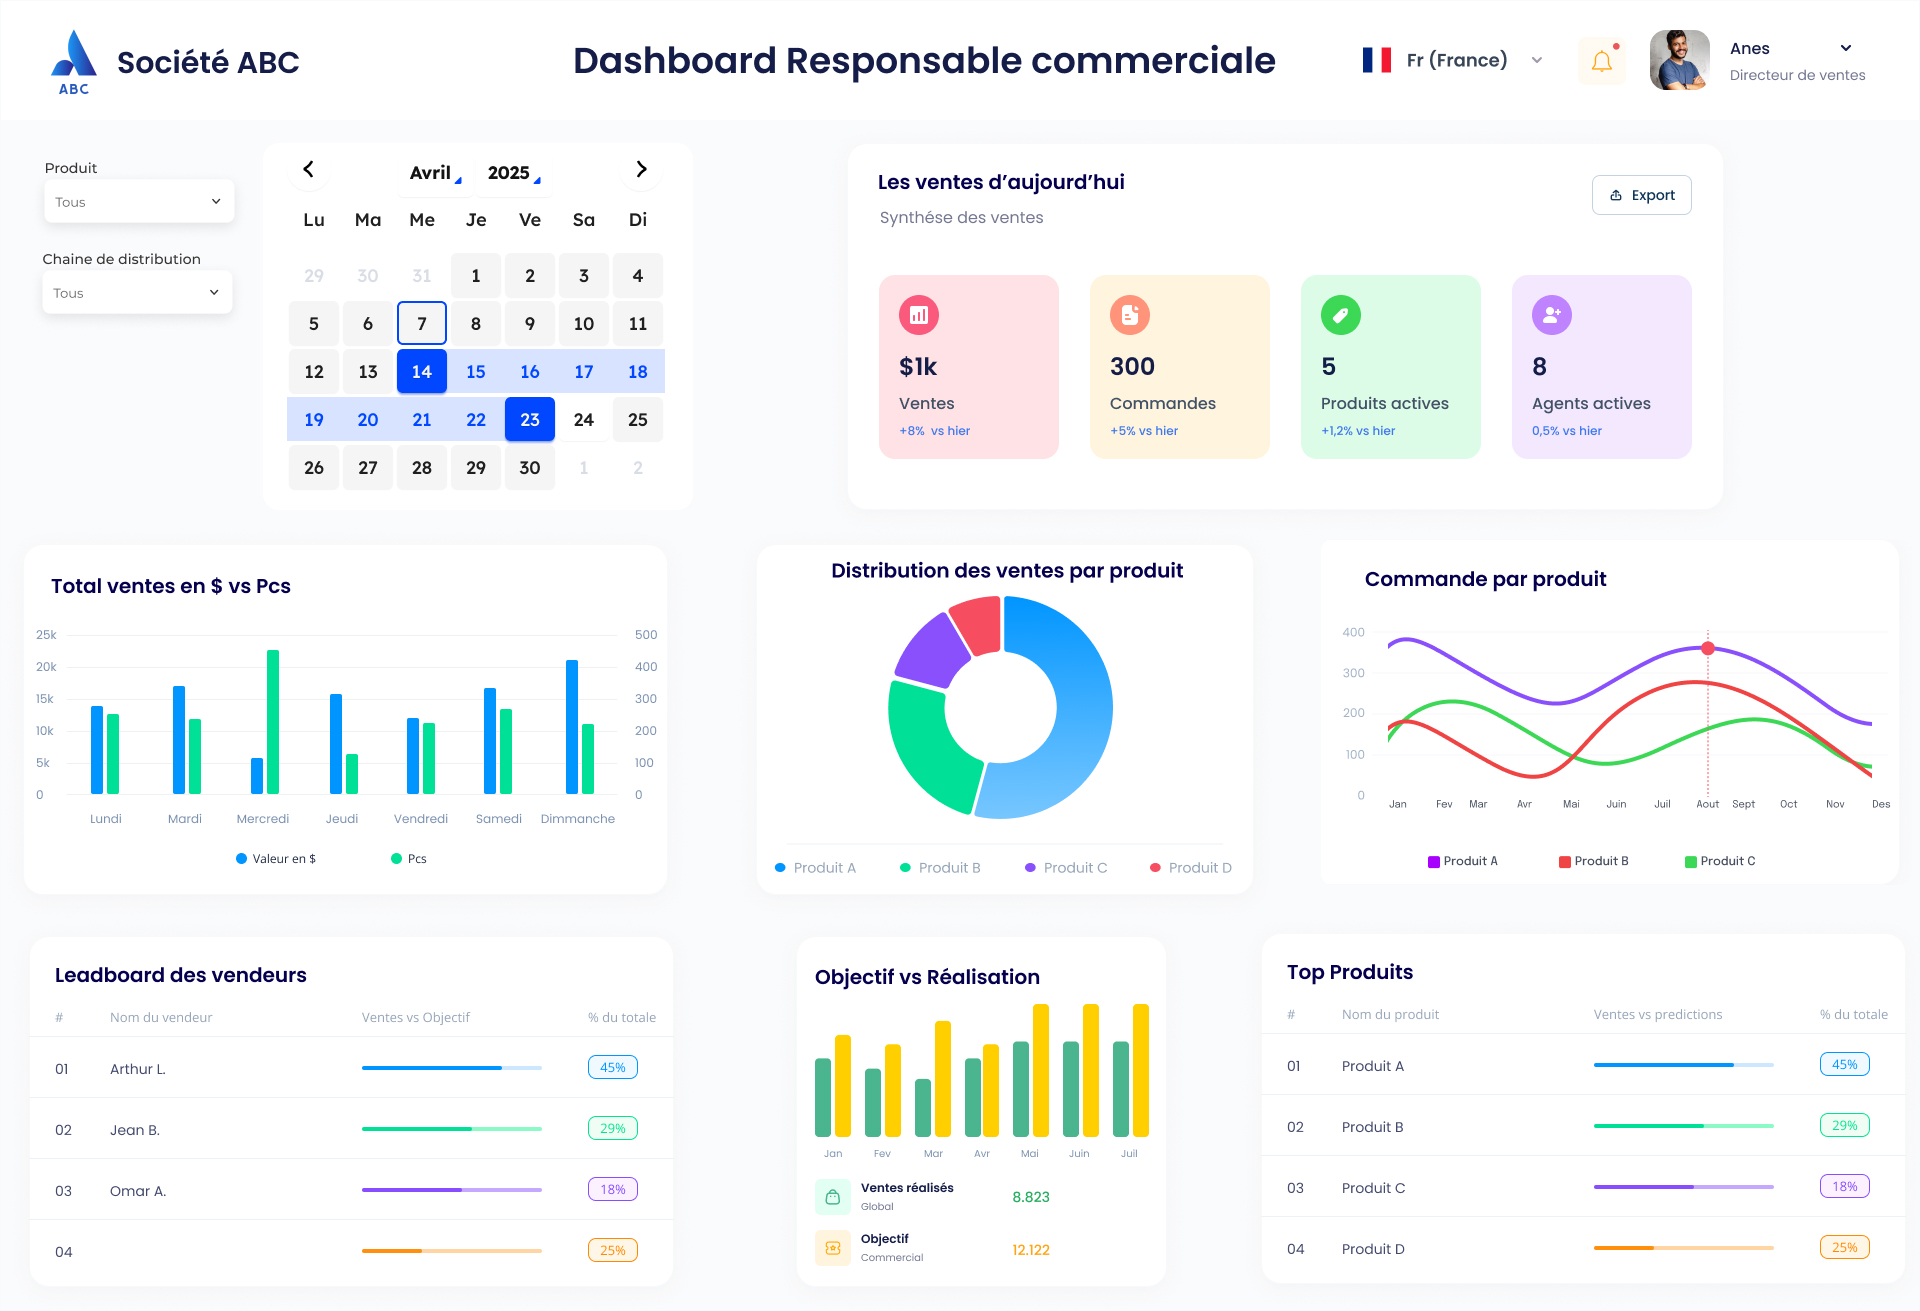 ABC
Société ABC
Dashboard Responsable commerciale
Fr (France)
Anes
Directeur de ventes
Produit
Tous
Chaine de distribution
Tous
Avril 2025
Lu Ma Me Je Ve Sa Di
29 30 31 1 2 3 4
5 6 7 8 9 10 11
12 13 14 15 16 17 18
19 20 21 22 23 24 25
26 27 28 29 30 1 2
Les ventes d’aujourd’hui
Synthése des ventes
Export
$1k
Ventes
+8% vs hier
300
Commandes
+5% vs hier
5
Produits actives
+1,2% vs hier
8
Agents actives
0,5% vs hier
Total ventes en $ vs Pcs
25k 500
20k 400
15k 300
10k 200
5k 100
0 0
Lundi Mardi Mercredi Jeudi Vendredi Samedi Dimmanche
Valeur en $ Pcs
Distribution des ventes par produit
Produit A Produit B Produit C Produit D
Commande par produit
400
300
200
100
0
Jan Fev Mar Avr Mai Juin Juil Aout Sept Oct Nov Des
Produit A Produit B Produit C
Leadboard des vendeurs
# Nom du vendeur Ventes vs Objectif % du totale
01 Arthur L. 45%
02 Jean B. 29%
03 Omar A. 18%
04 25%
Objectif vs Réalisation
Jan Fev Mar Avr Mai Juin Juil
Ventes réalisés
Global
8.823
Objectif
Commercial
12.122
Top Produits
# Nom du produit Ventes vs predictions % du totale
01 Produit A 45%
02 Produit B 29%
03 Produit C 18%
04 Produit D 25%